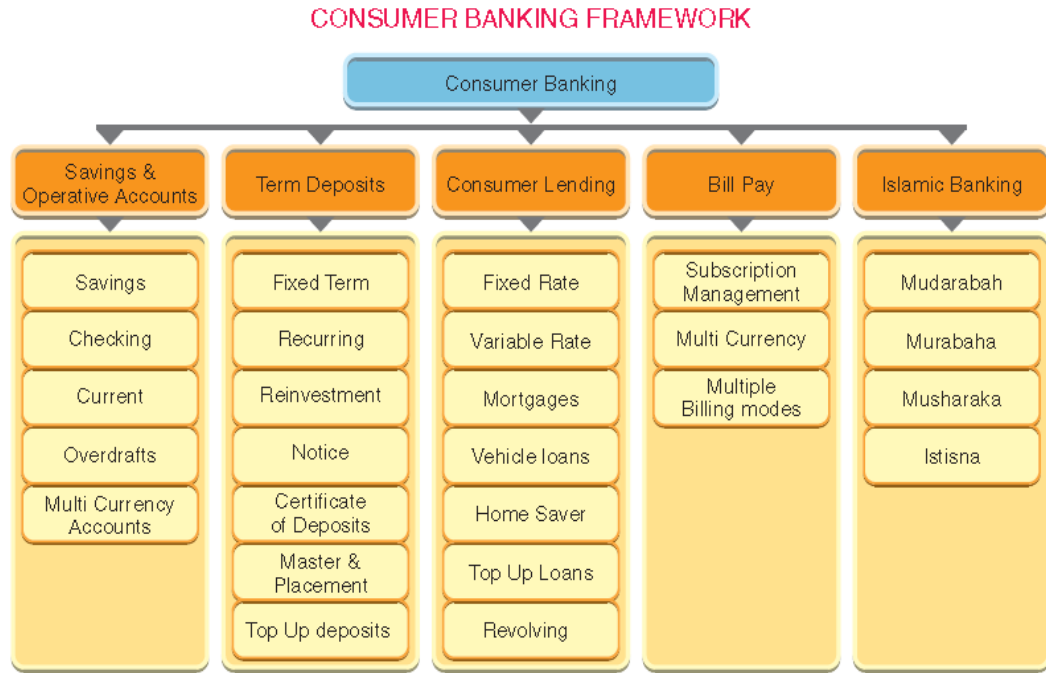 CONSUMER BANKING FRAMEWORK
Consumer Banking
Savings &
Operative Accounts
Savings
Checking
Current
Overdrafts
Multi Currency
Accounts
Term Deposits
Fixed Term
Recurring
Reinvestment
Notice
Certificate
of Deposits
Master &
Placement
Top Up deposits
Consumer Lending
Fixed Rate
Variable Rate
Mortgages
Vehicle loans
Home Saver
Top Up Loans
Revolving
Bill Pay
Subscription
Management
Multi Currency
Multiple
Billing modes
Islamic Banking
Mudarabah
Murabaha
Musharaka
Istisna